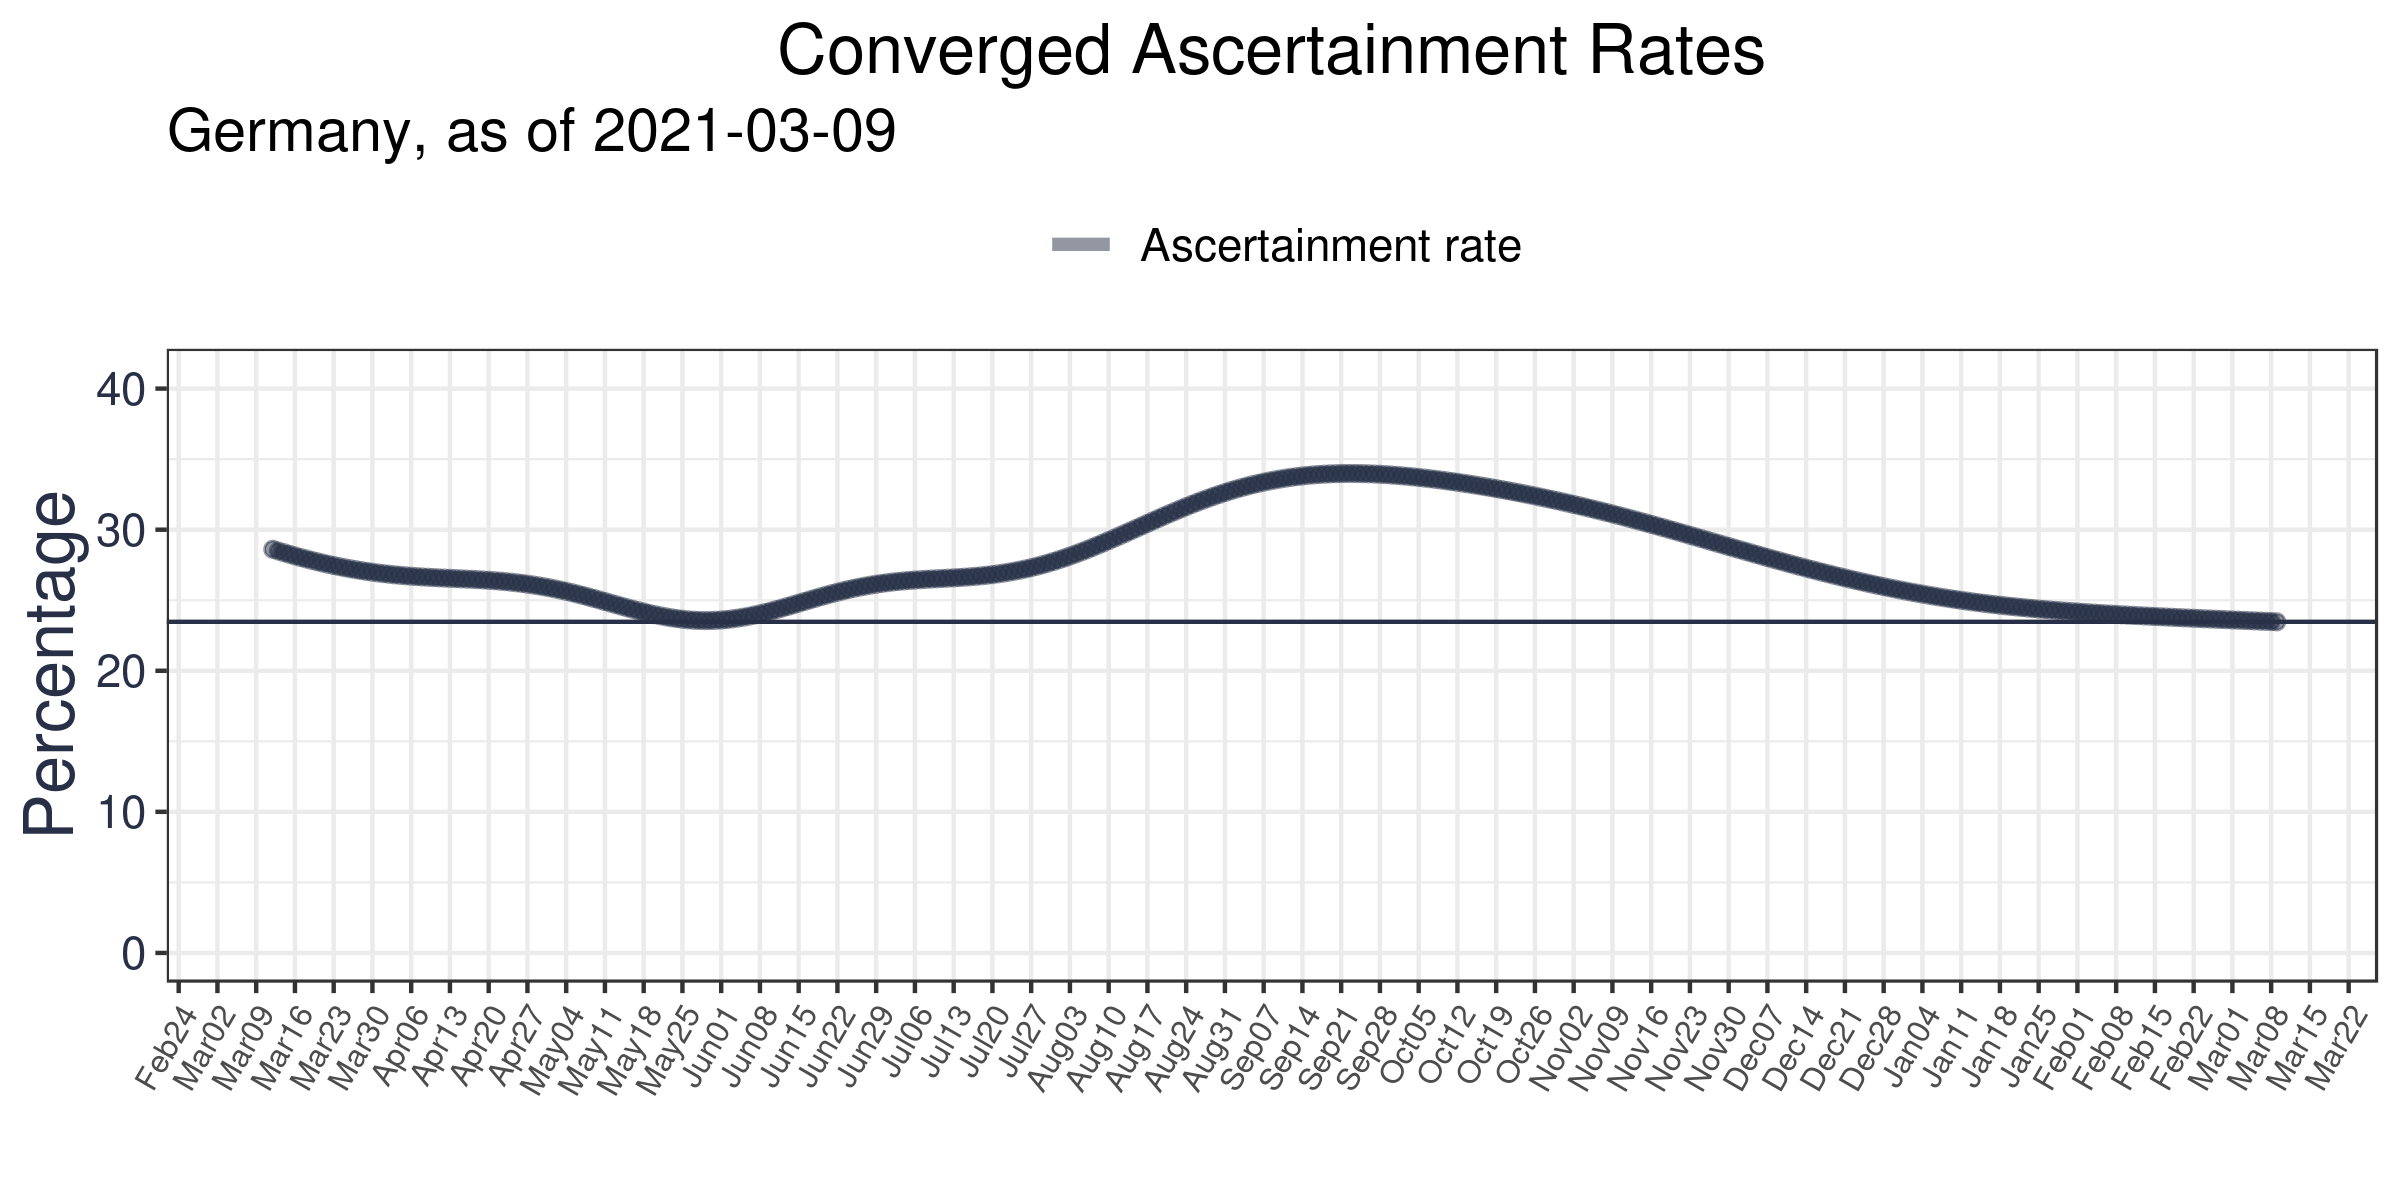 Converged Ascertainment Rates
Germany, as of 2021-03-09
Ascertainment rate
Percentage
40
30
20
10
0
Feb24 Mar02 Mar09 Mar16 Mar23 Mar30 Apr06 Apr13 Apr20 Apr27 May04 May11 May18 May25 Jun01 Jun08 Jun15 Jun22 Jun29 Jul06 Jul13 Jul20 Jul27 Aug03 Aug10 Aug17 Aug24 Aug31 Sep07 Sep14 Sep21 Sep28 Oct05 Oct12 Oct19 Oct26 Nov02 Nov09 Nov16 Nov23 Nov30 Dec07 Dec14 Dec21 Dec28 Jan04 Jan11 Jan18 Jan25 Feb01 Feb08 Feb15 Feb22 Mar01 Mar08 Mar15 Mar22